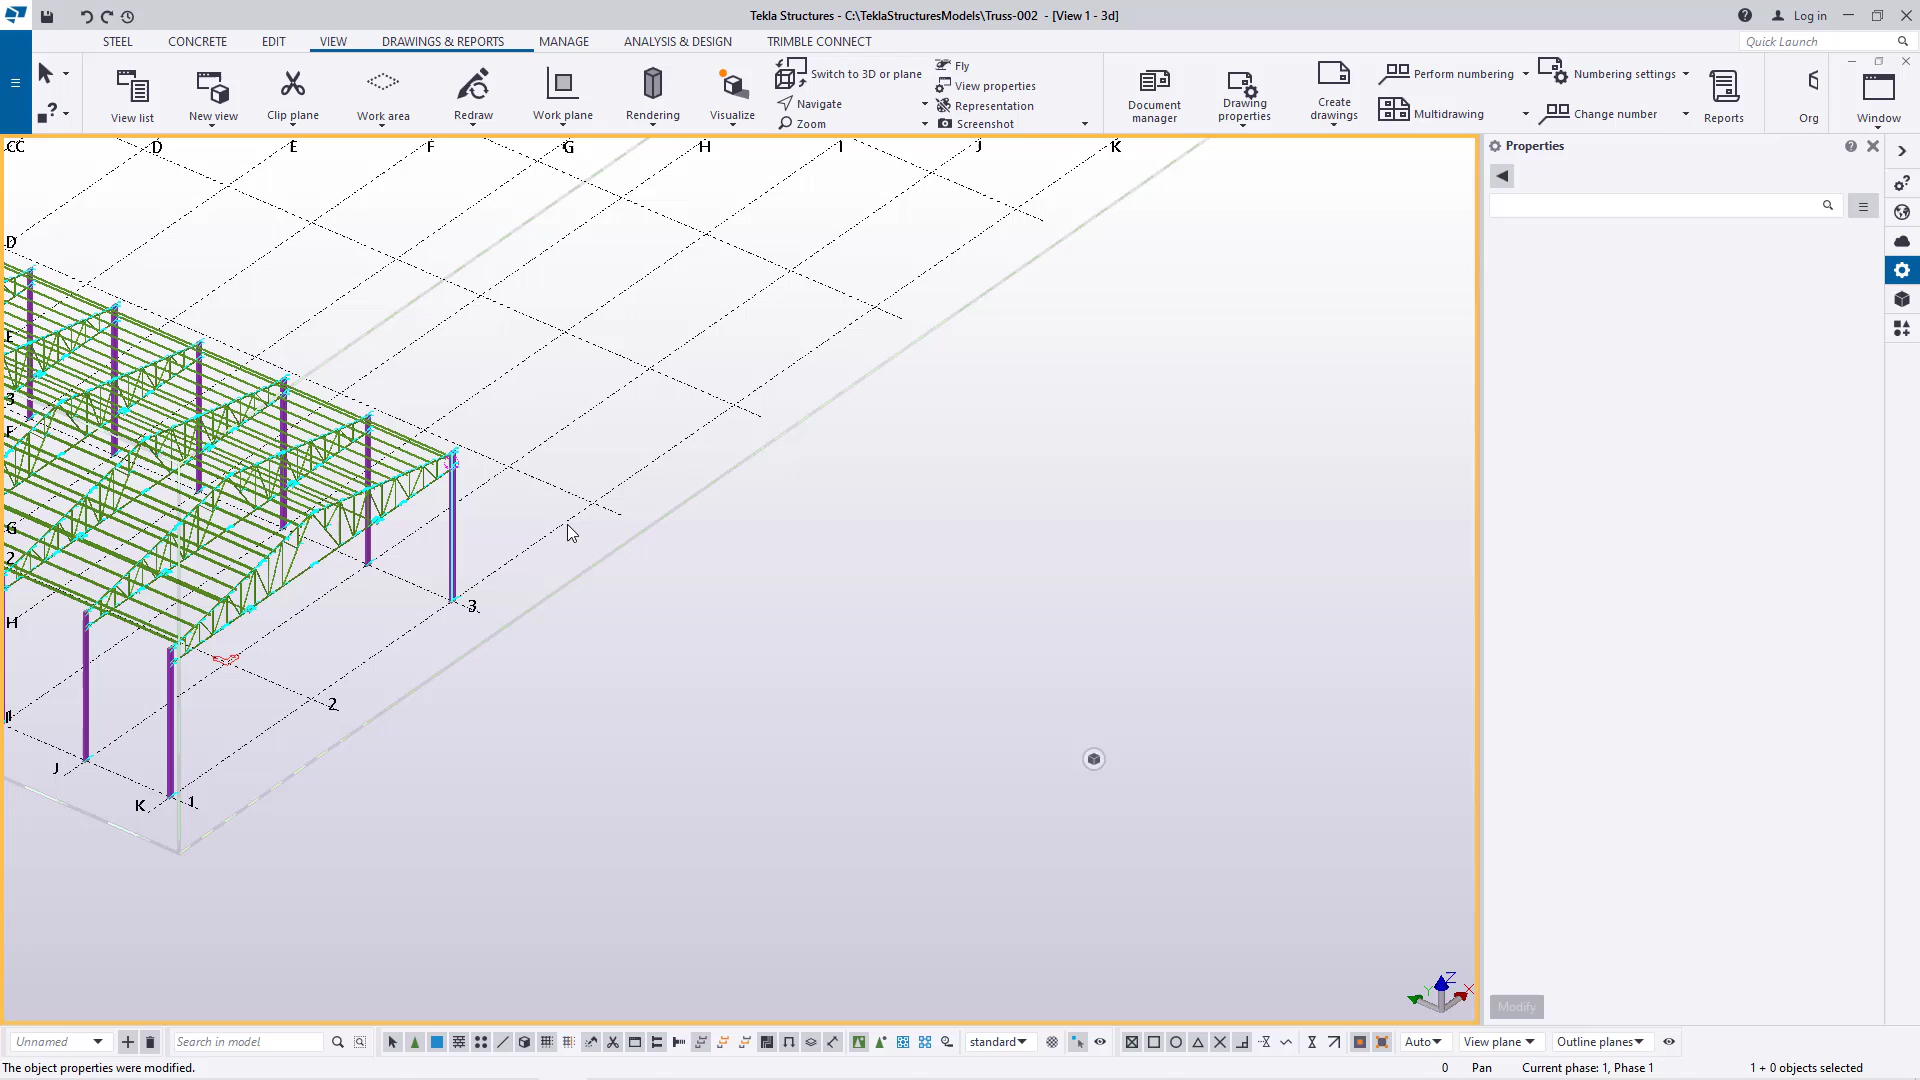 Tekla Structures - C:\TeklaStructuresModels\Truss-002 - [View 1 - 3d]
Log in
STEEL CONCRETE EDIT VIEW DRAWINGS & REPORTS MANAGE ANALYSIS & DESIGN TRIMBLE CONNECT
Quick Launch
View list
New view
Clip plane
Work area
Redraw
Work plane
Rendering
Visualize
Switch to 3D or plane
Navigate
Zoom
Fly
View properties
Representation
Screenshot
Document manager
Drawing properties
Create drawings
Perform numbering
Multidrawing
Numbering settings
Change number
Reports
Org
Window
CC D E F G H I J K
D
E
3
F
G
2
H
3
2
J
K 1
Z
Y
X
Properties
Modify
Unnamed
Search in model
standard
Auto
View plane
Outline planes
The object properties were modified.
0
Pan
Current phase: 1, Phase 1
1 + 0 objects selected